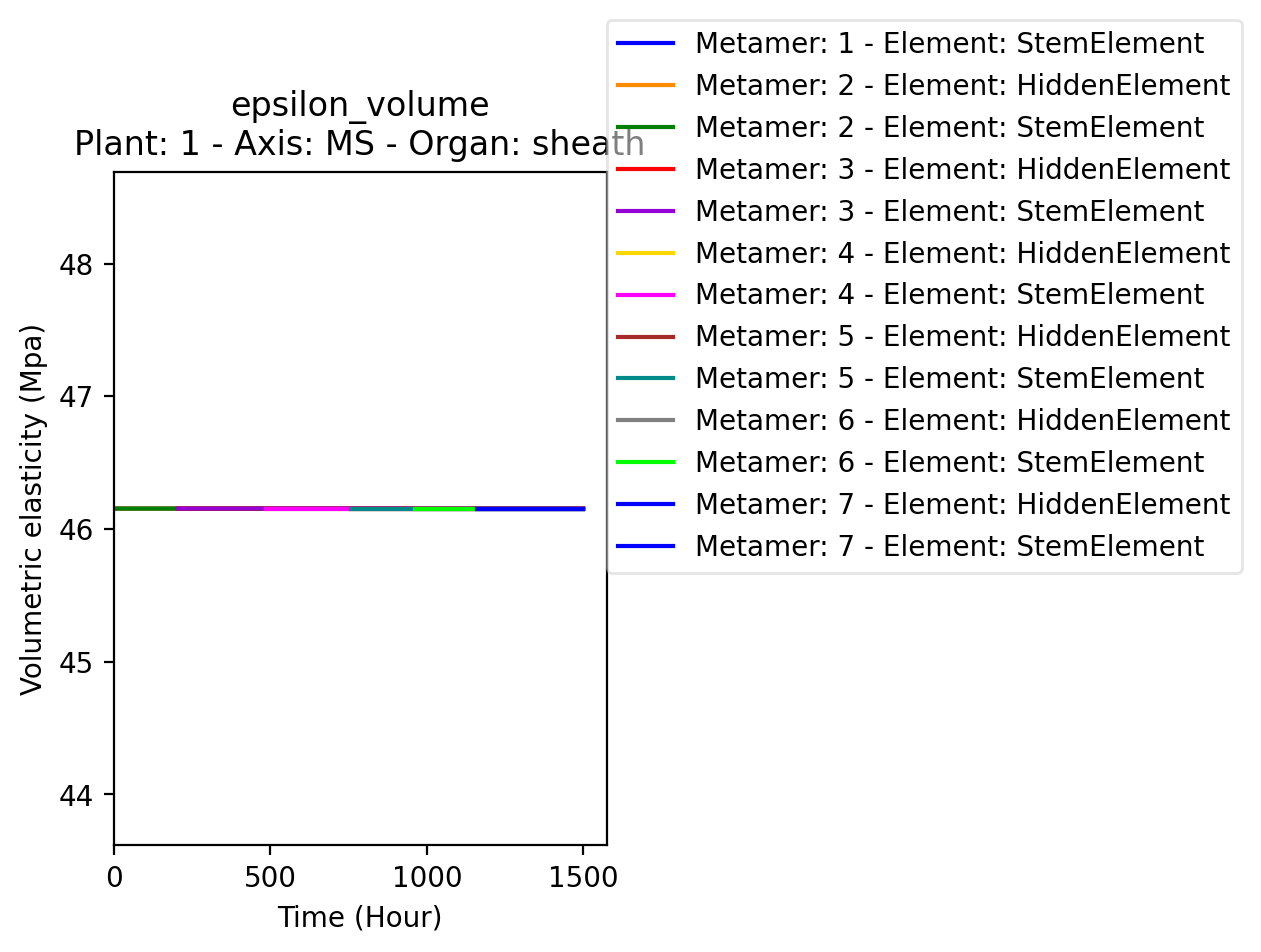 epsilon_volume
Plant: 1 - Axis: MS - Organ: sheath
Metamer: 1 - Element: StemElement
Metamer: 2 - Element: HiddenElement
Metamer: 2 - Element: StemElement
Metamer: 3 - Element: HiddenElement
Metamer: 3 - Element: StemElement
Metamer: 4 - Element: HiddenElement
Metamer: 4 - Element: StemElement
Metamer: 5 - Element: HiddenElement
Metamer: 5 - Element: StemElement
Metamer: 6 - Element: HiddenElement
Metamer: 6 - Element: StemElement
Metamer: 7 - Element: HiddenElement
Metamer: 7 - Element: StemElement
Volumetric elasticity (Mpa)
48
47
46
45
44
0 500 1000 1500
Time (Hour)